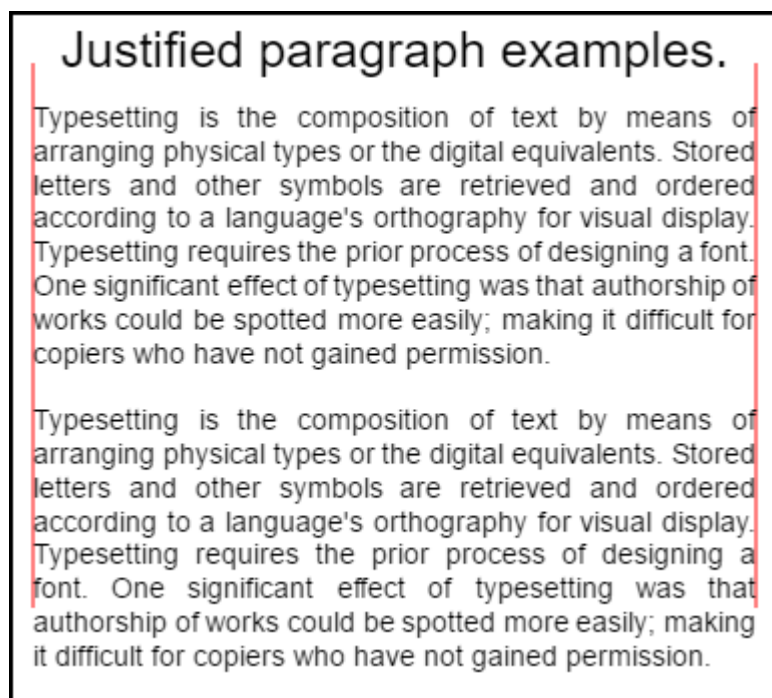 Justified paragraph examples.
Typesetting is the composition of text by means of
arranging physical types or the digital equivalents. Stored
letters and other symbols are retrieved and ordered
according to a language's orthography for visual display.
Typesetting requires the prior process of designing a font.
One significant effect of typesetting was that authorship of
works could be spotted more easily; making it difficult for
copiers who have not gained permission.
Typesetting is the composition of text by means of
arranging physical types or the digital equivalents. Stored
letters and other symbols are retrieved and ordered
according to a language's orthography for visual display.
Typesetting requires the prior process of designing a
font. One significant effect of typesetting was that
authorship of works could be spotted more easily; making
it difficult for copiers who have not gained permission.